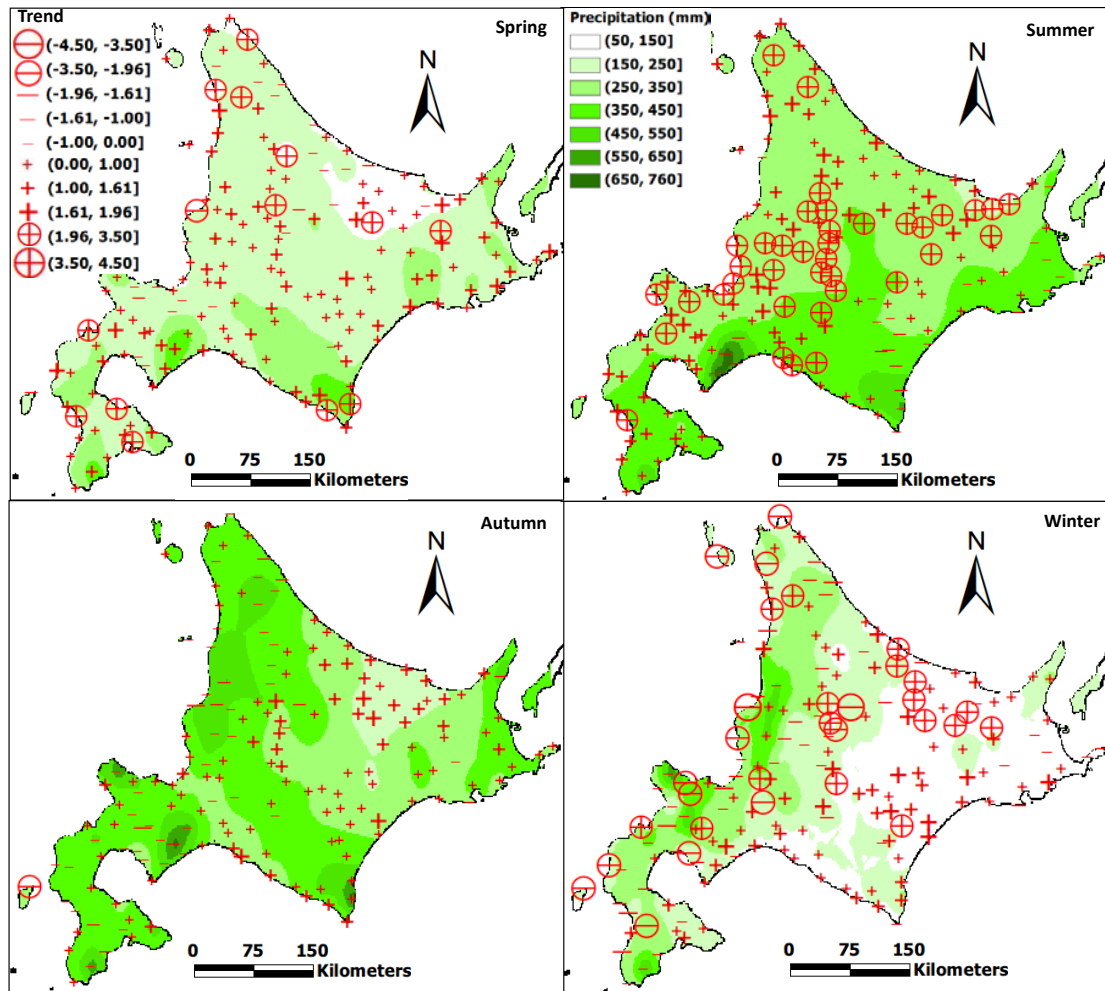 Trend
(-4.50, -3.50]
(-3.50, -1.96]
(-1.96, -1.61]
(-1.61, -1.00]
(-1.00, 0.00]
(0.00, 1.00]
(1.00, 1.61]
(1.61, 1.96]
(1.96, 3.50]
(3.50, 4.50]
Spring
N
0 75 150
Kilometers
Precipitation (mm)
(50, 150]
(150, 250]
(250, 350]
(350, 450]
(450, 550]
(550, 650]
(650, 760]
Summer
N
0 75 150
Kilometers
Autumn
N
0 75 150
Kilometers
Winter
N
0 75 150
Kilometers